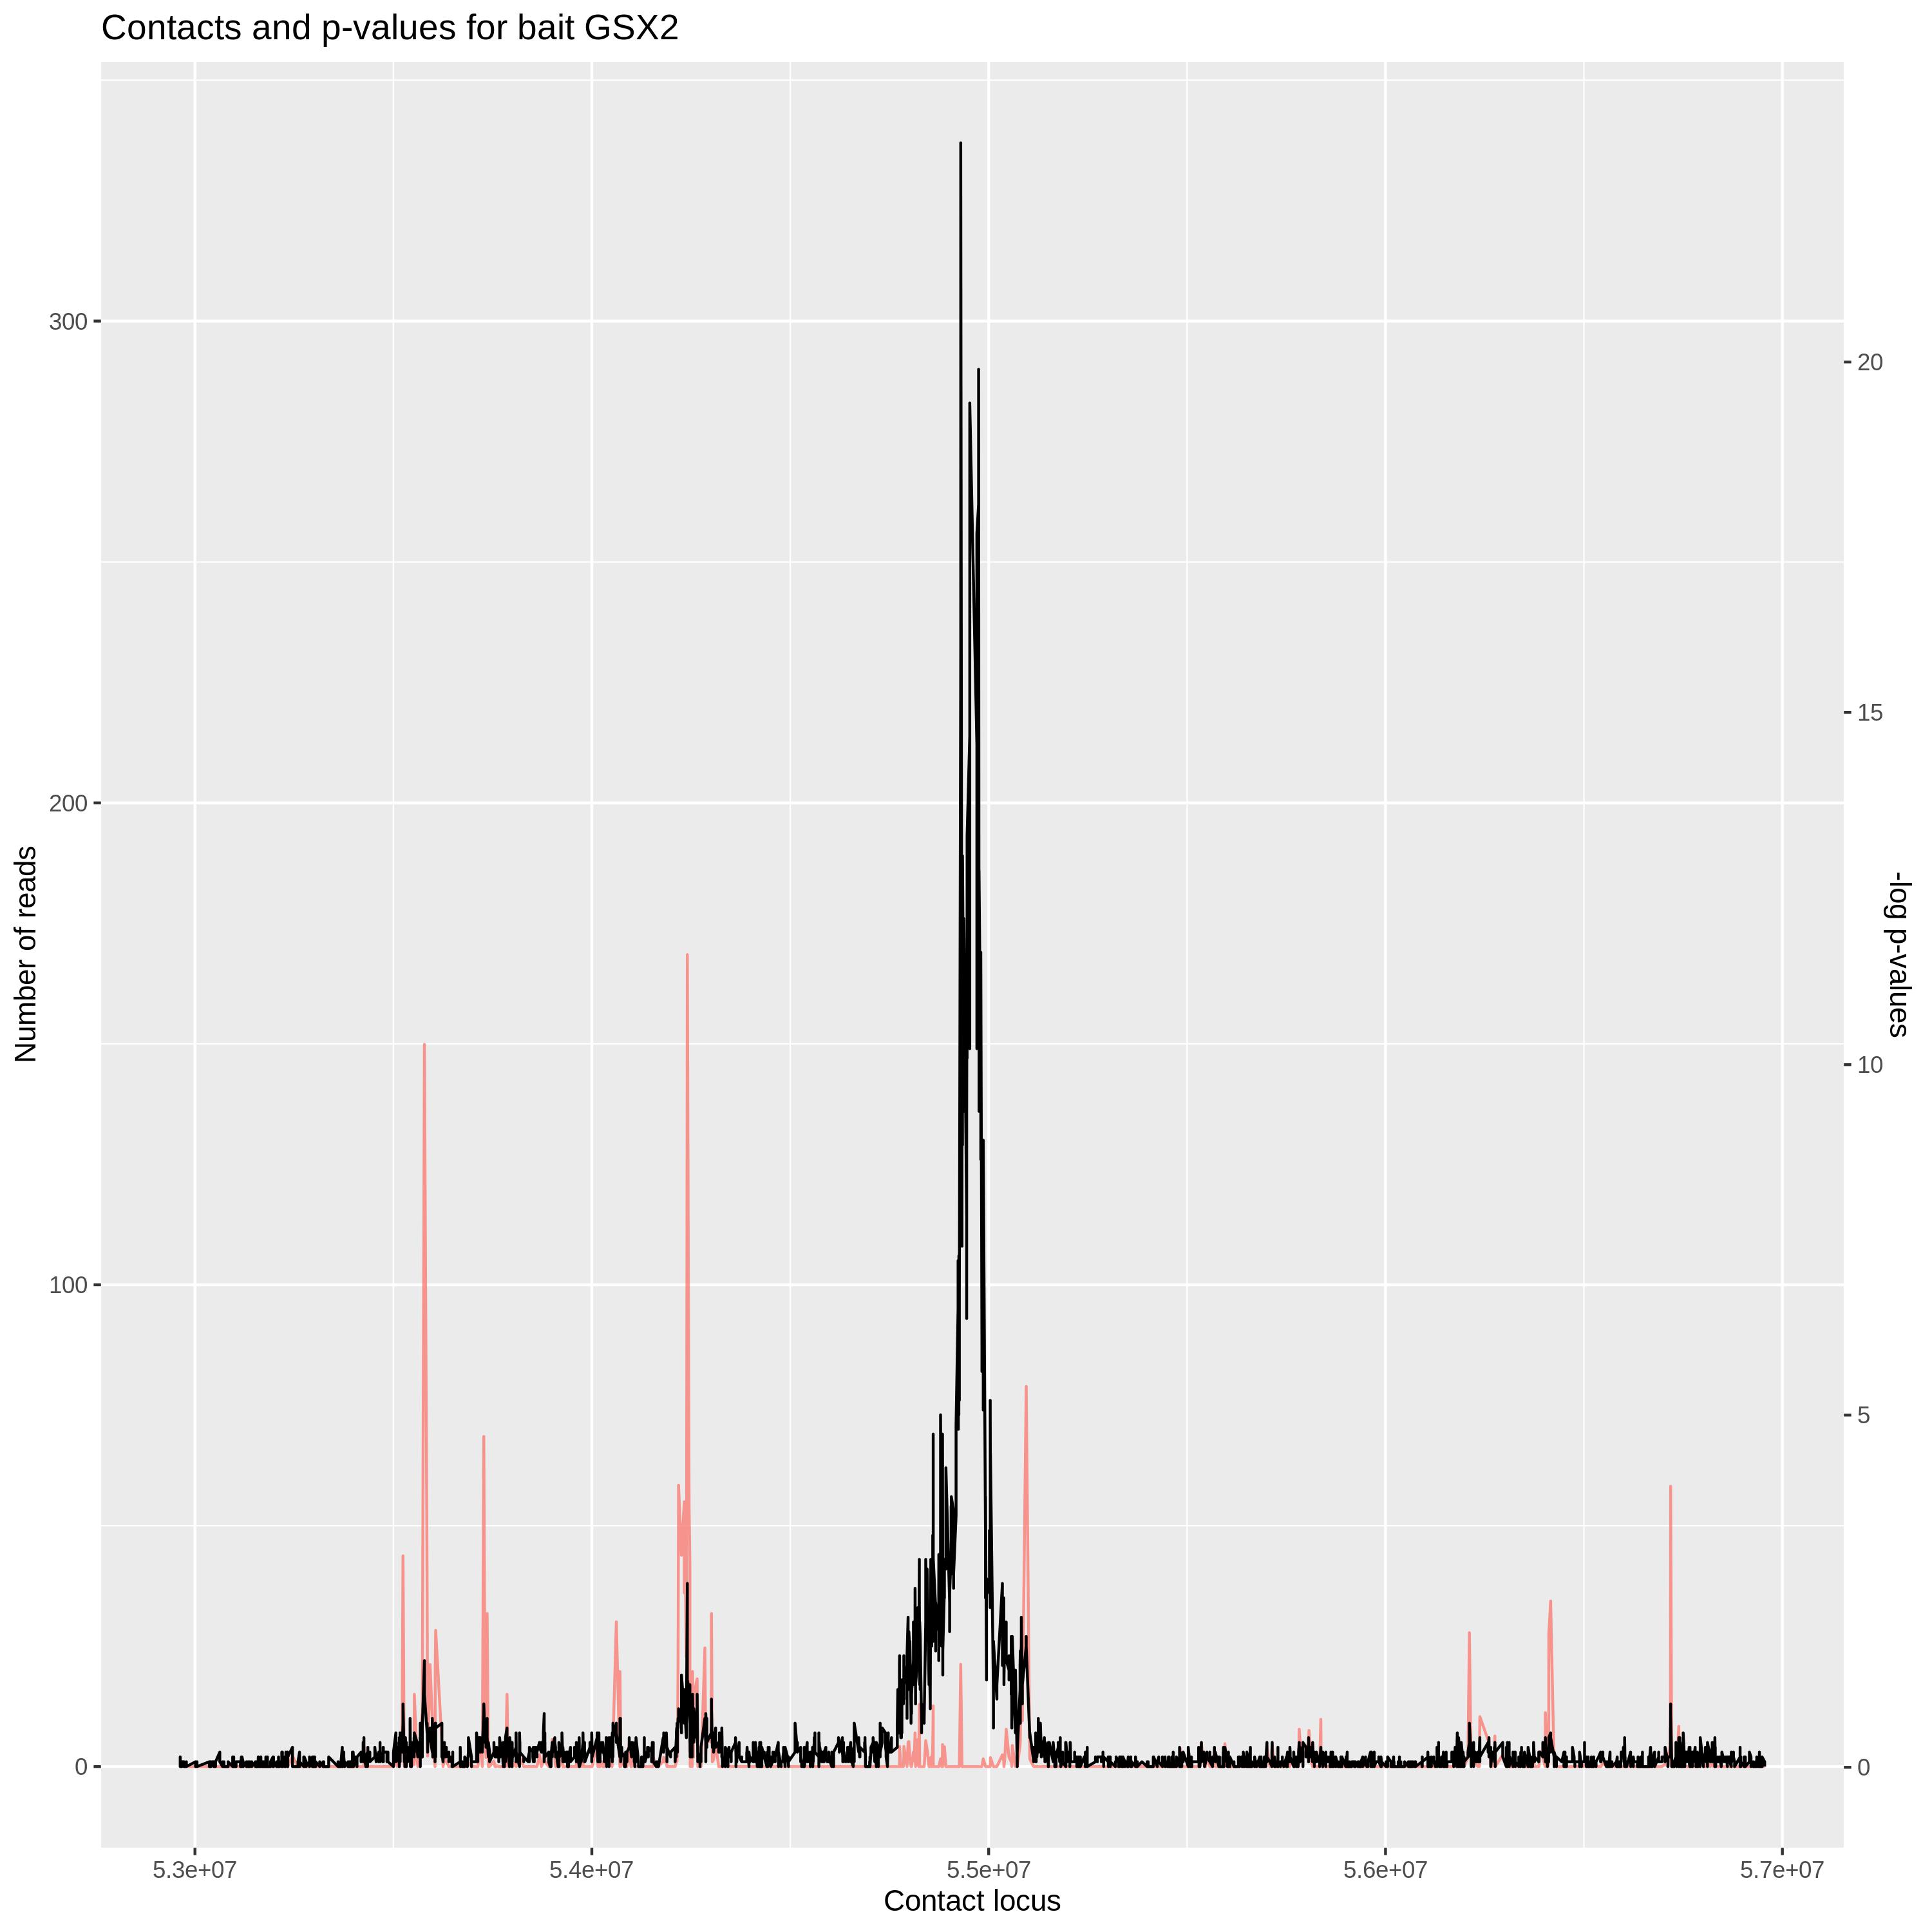 Contacts and p-values for bait GSX2
Number of reads
300
200
100
0
20
15
10
5
0
-log p-values
5.3e+07 5.4e+07 5.5e+07 5.6e+07 5.7e+07
Contact locus